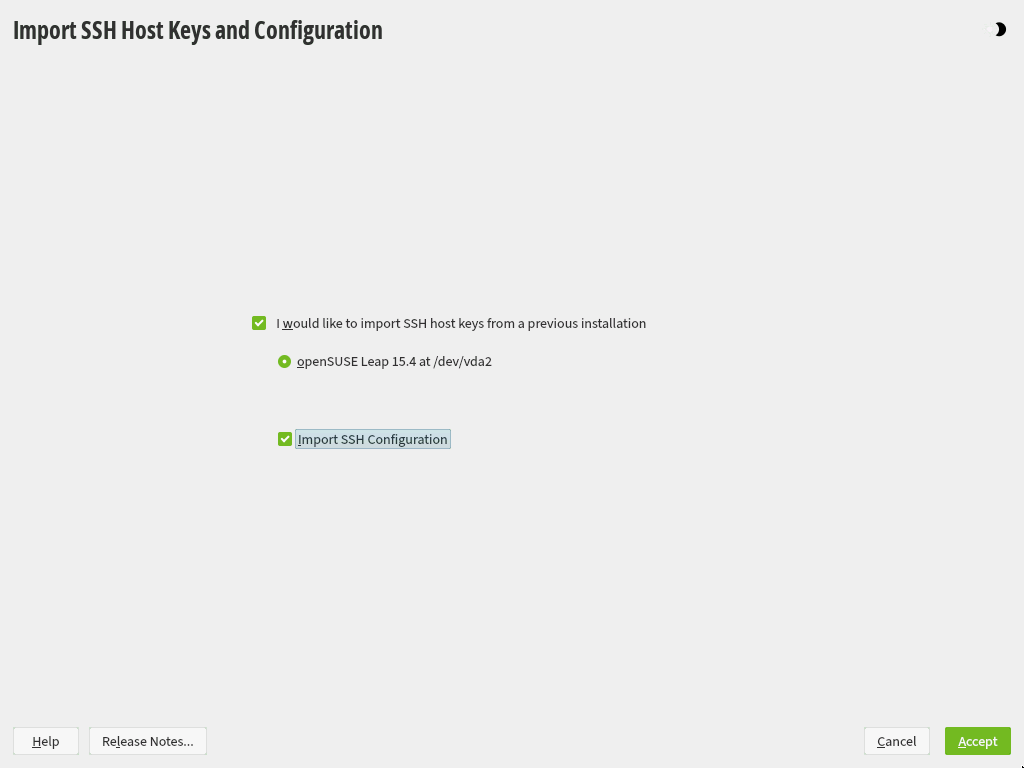 Import SSH Host Keys and Configuration
I would like to import SSH host keys from a previous installation
openSUSE Leap 15.4 at /dev/vda2
Import SSH Configuration
Help
Release Notes...
Cancel
Accept